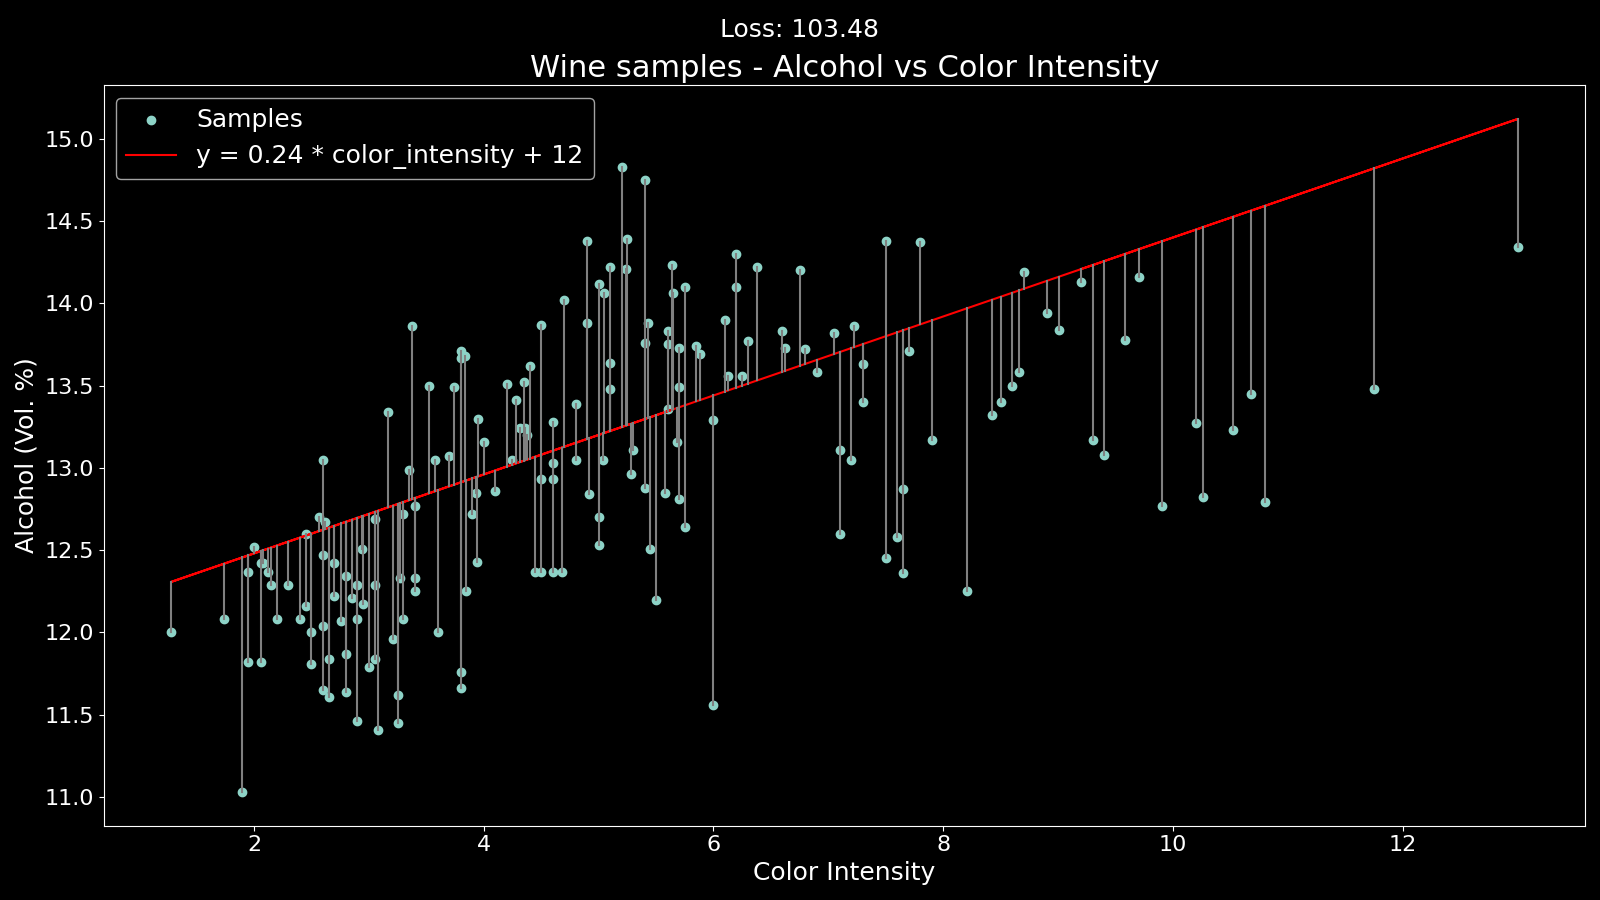 Loss: 103.48
Wine samples - Alcohol vs Color Intensity
Samples
y = 0.24 * color_intensity + 12
15.0
14.5
14.0
13.5
13.0
12.5
12.0
11.5
11.0
Alcohol (Vol. %)
2 4 6 8 10 12
Color Intensity